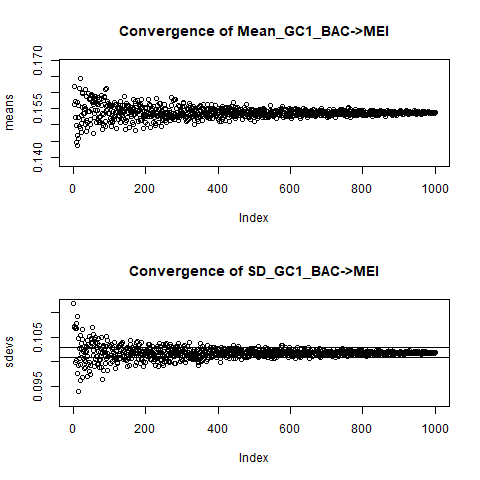 Convergence of Mean_GC1_BAC->MEI
means
0.140 0.155 0.170
0 200 400 600 800 1000
Index
Convergence of SD_GC1_BAC->MEI
sdevs
0.095 0.105
0 200 400 600 800 1000
Index